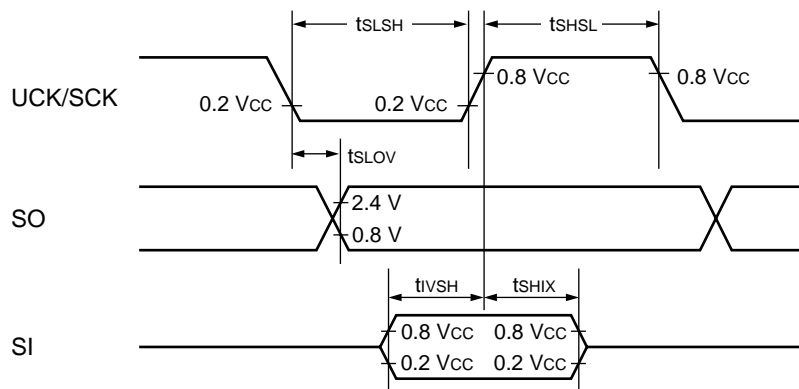 tSLSH tSHSL
UCK/SCK
0.8 VCC 0.8 VCC
0.2 VCC 0.2 VCC
tSLOV
SO
2.4 V
0.8 V
tIVSH tSHIX
SI
0.8 VCC 0.8 VCC
0.2 VCC 0.2 VCC